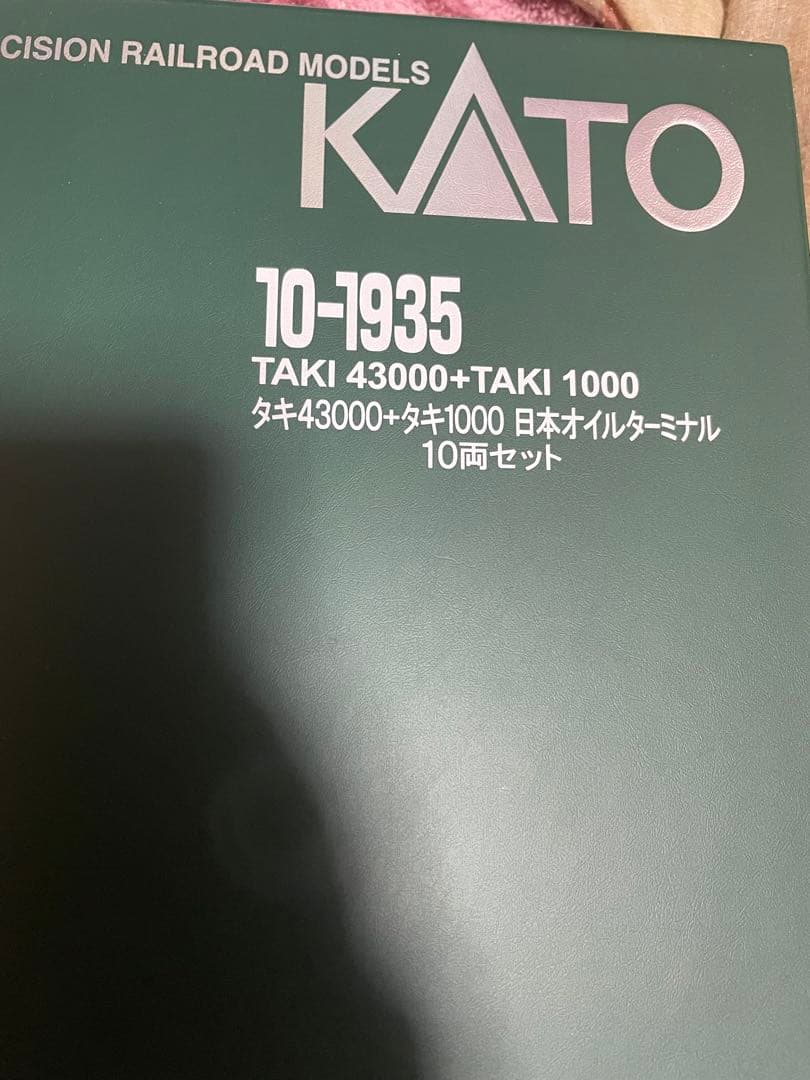 CISION RAILROAD MODELS
KATO
10-1935
TAKI 43000+TAKI 1000
タキ43000+タキ1000 日本オイルターミナル
10両セット